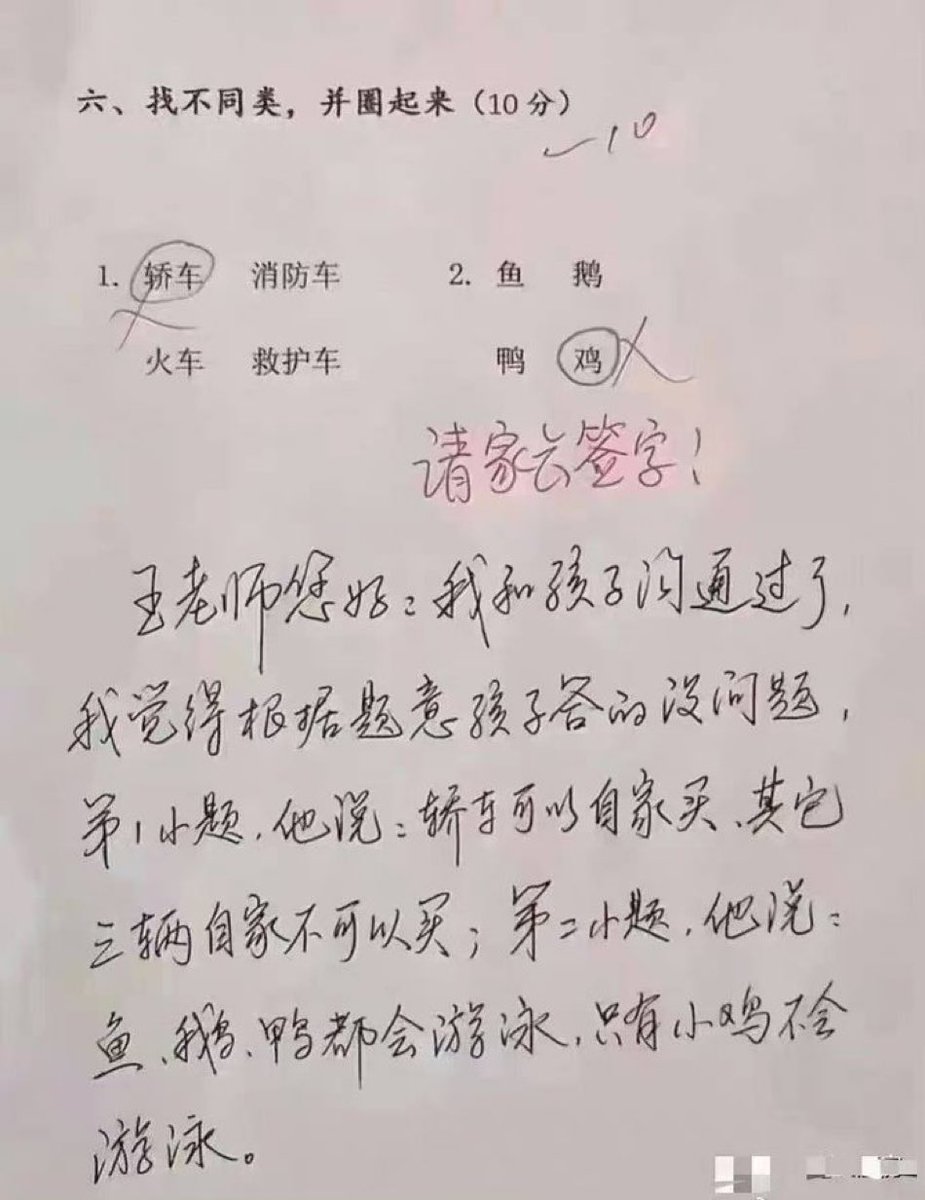 六、找不同类，并圈起来（10 分）
-10
1. 轿车 消防车 2. 鱼 鹅
火车 救护车 鸭 鸡
请家长签字！
王老师您好：我和孩子沟通过了，
我觉得根据题意孩子答的没问题，
第1小题，他说：轿车可以自家买、其它
三辆自家不可以买；第二小题，他说：
鱼、鹅、鸭都会游泳，只有小鸡不会
游泳。